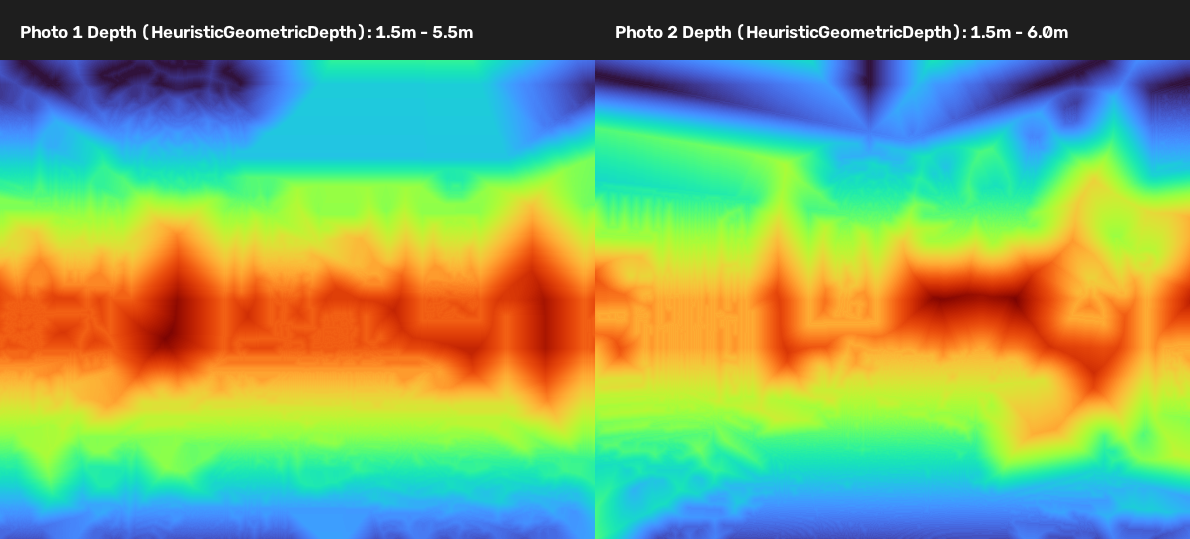 Photo 1 Depth (HeuristicGeometricDepth): 1.5m - 5.5m
Photo 2 Depth (HeuristicGeometricDepth): 1.5m - 6.0m